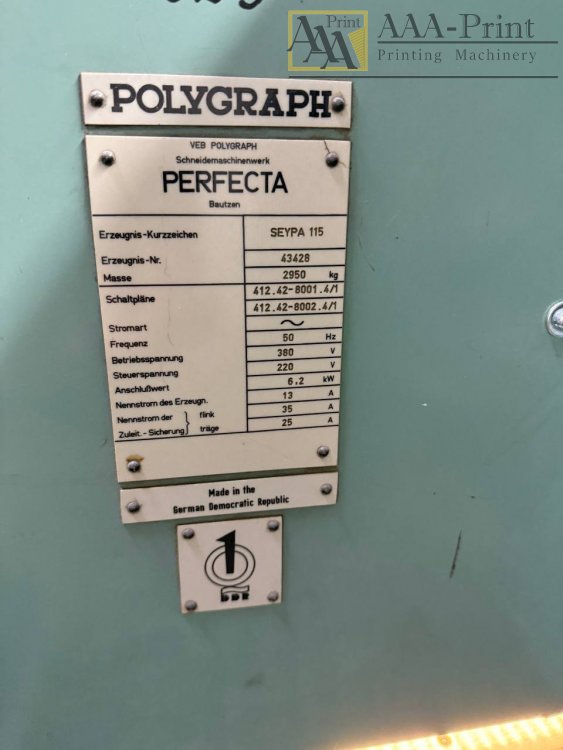 Print
AAA
AAA-Print
Printing Machinery
POLYGRAPH
VEB POLYGRAPH
Schneidemaschinenwerk
PERFECTA
Bautzen
Erzeugnis-Kurzzeichen SEYPA 115
Erzeugnis-Nr. 43428
Masse 2950 kg
Schaltpläne 412.42-8001.4/1
412.42-8002.4/1
Stromart ~
Frequenz 50 Hz
Betriebsspannung 380 V
Steuerspannung 220 V
Anschlußwert 6,2 kW
Nennstrom des Erzeugn. 13 A
Nennstrom der } flink 35 A
Zuleit.-Sicherung } träge 25 A
Made in the
German Democratic Republic
1
Q
DDR